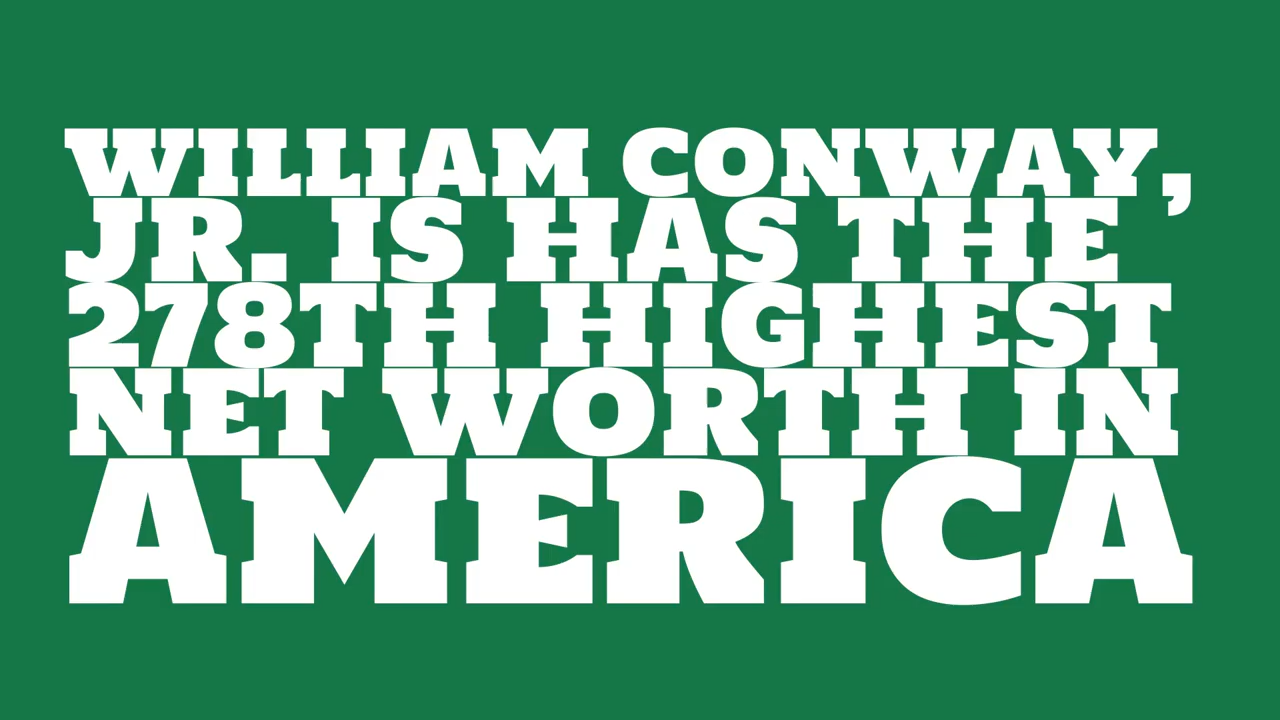 WILLIAM CONWAY,
JR. IS HAS THE
278TH HIGHEST
NET WORTH IN
AMERICA